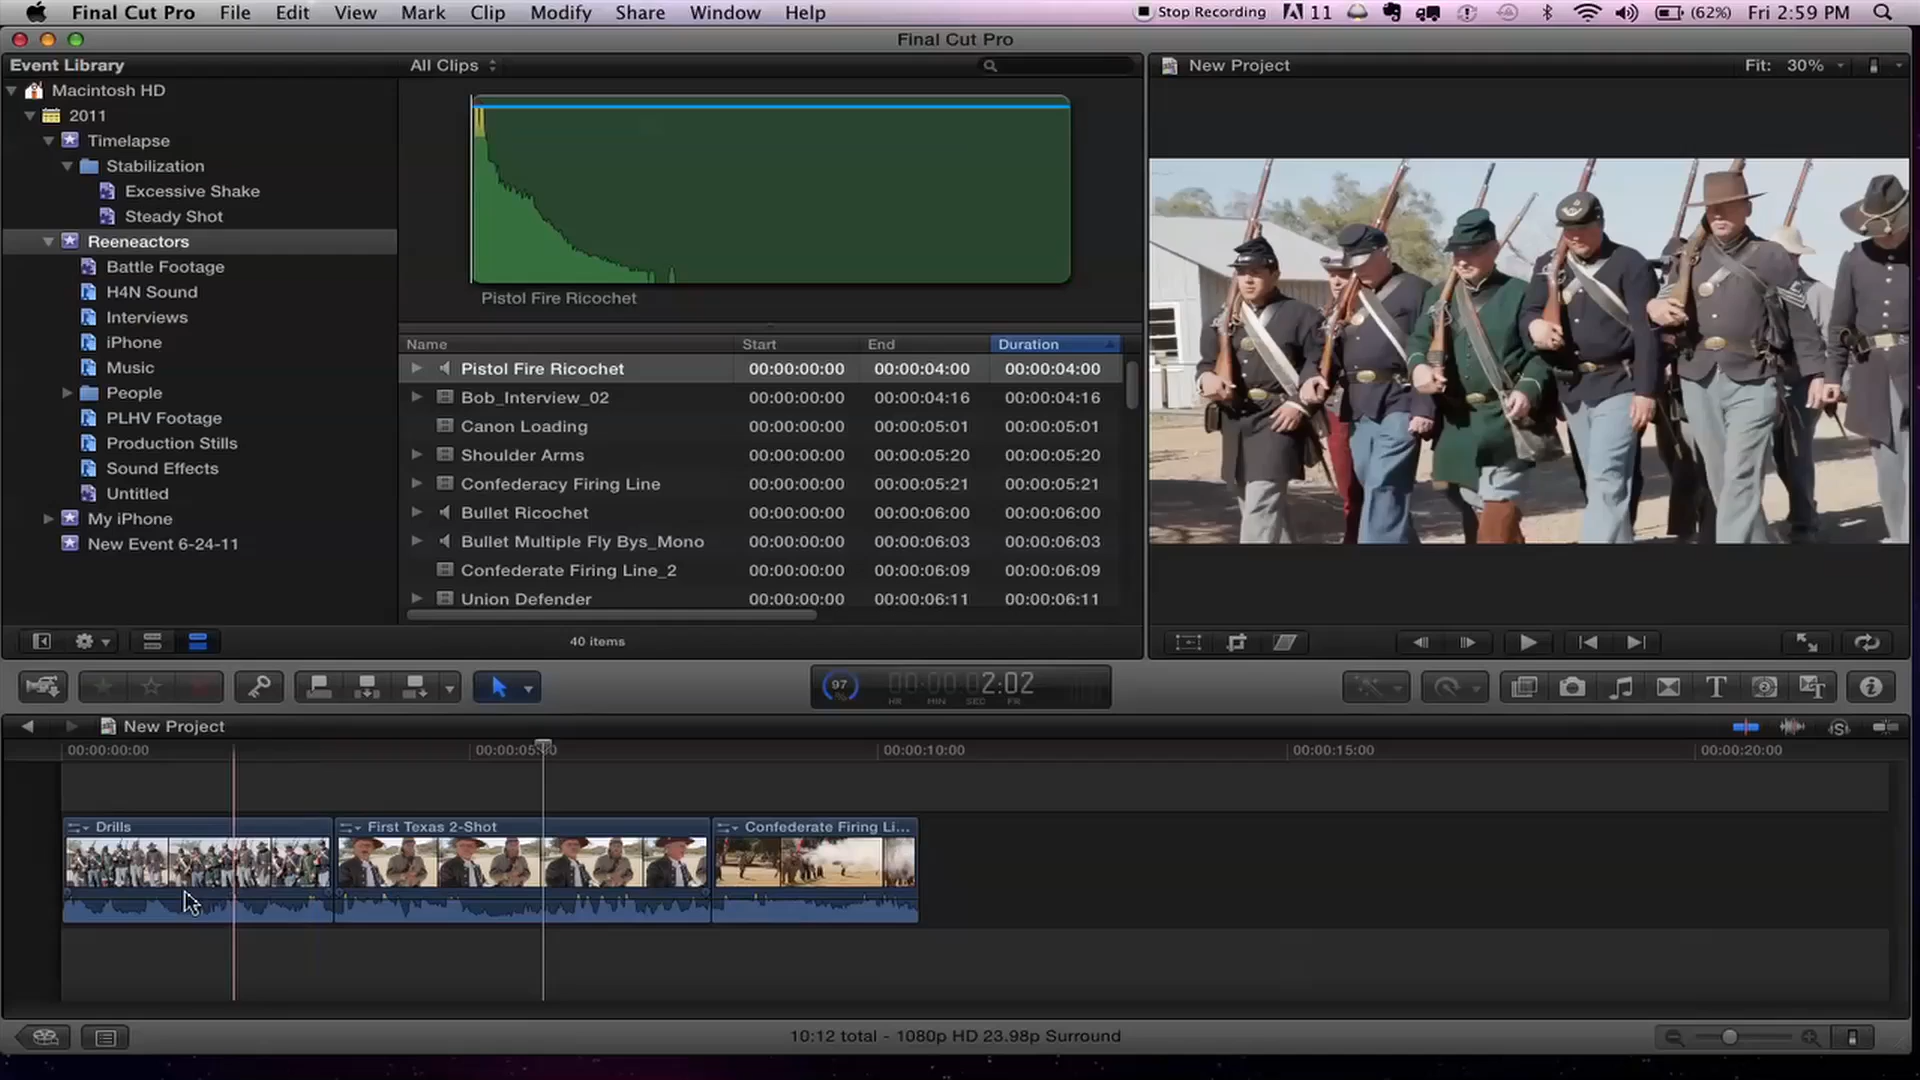 Final Cut Pro File Edit View Mark Clip Modify Share Window Help Stop Recording 11 (62%) Fri 2:59 PM
Final Cut Pro
Event Library
All Clips
New Project
Fit: 30%
Macintosh HD
2011
Timelapse
Stabilization
Excessive Shake
Steady Shot
Reeneactors
Battle Footage
H4N Sound
Interviews
iPhone
Music
People
PLHV Footage
Production Stills
Sound Effects
Untitled
My iPhone
New Event 6-24-11
Pistol Fire Ricochet
Name Start End Duration
Pistol Fire Ricochet 00:00:00:00 00:00:04:00 00:00:04:00
Bob_Interview_02 00:00:00:00 00:00:04:16 00:00:04:16
Canon Loading 00:00:00:00 00:00:05:01 00:00:05:01
Shoulder Arms 00:00:00:00 00:00:05:20 00:00:05:20
Confederacy Firing Line 00:00:00:00 00:00:05:21 00:00:05:21
Bullet Ricochet 00:00:00:00 00:00:06:00 00:00:06:00
Bullet Multiple Fly Bys_Mono 00:00:00:00 00:00:06:03 00:00:06:03
Confederate Firing Line_2 00:00:00:00 00:00:06:09 00:00:06:09
Union Defender 00:00:00:00 00:00:06:11 00:00:06:11
40 items
97 % 00:00:02:02
HR MIN SEC FR
New Project
00:00:00:00 00:00:05 00:00:10:00 00:00:15:00 00:00:20:00
Drills First Texas 2-Shot Confederate Firing Li...
10:12 total - 1080p HD 23.98p Surround